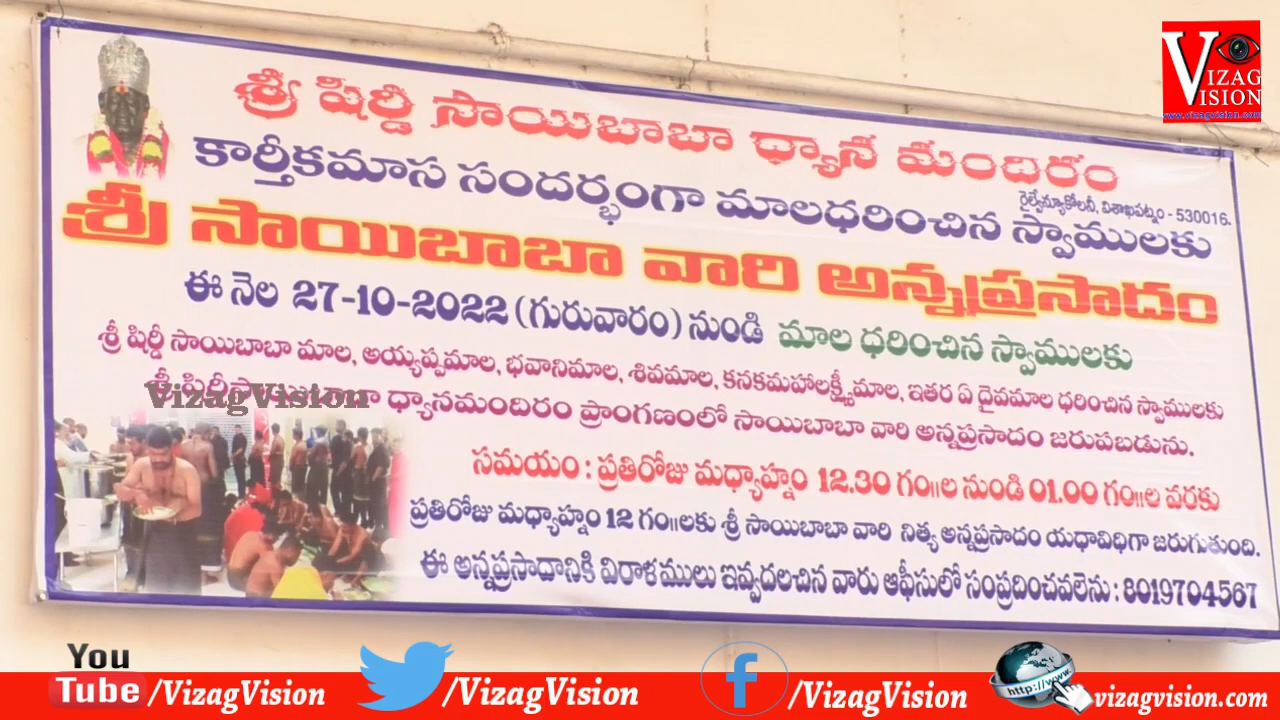 VIZAG
VISION
www.vizagvision.com
శ్రీ షిర్డీ సాయిబాబా ధ్యాన మందిరం
రైల్వేన్యూకోలనీ, విశాఖపట్నం - 530016.
కార్తీకమాస సందర్భంగా మాలధరించిన స్వాములకు
శ్రీ సాయిబాబా వారి అన్నప్రసాదం
ఈ నెల 27-10-2022 (గురువారం) నుండి మాల ధరించిన స్వాములకు
శ్రీ షిర్డీ సాయిబాబా మాల, అయ్యప్పమాల, భవానిమాల, శివమాల, కనకమహాలక్ష్మీమాల, ఇతర ఏ దైవమాల ధరించిన స్వాములకు
శ్రీ షిర్డీసాయిబాబా ధ్యానమందిరం ప్రాంగణంలో సాయిబాబా వారి అన్నప్రసాదం జరుపబడును.
VizagVision
సమయం : ప్రతిరోజు మధ్యాహ్నం 12.30 గం॥ల నుండి 01.00 గం॥ల వరకు
ప్రతిరోజు మధ్యాహ్నం 12 గం॥లకు శ్రీ సాయిబాబా వారి నిత్య అన్నప్రసాదం యధావిధిగా జరుగుతుంది.
ఈ అన్నప్రసాదానికి విరాళములు ఇవ్వదలచిన వారు ఆఫీసులో సంప్రదించవలెను : 8019704567
You Tube /VizagVision /VizagVision f /VizagVision http://www. vizagvision.com